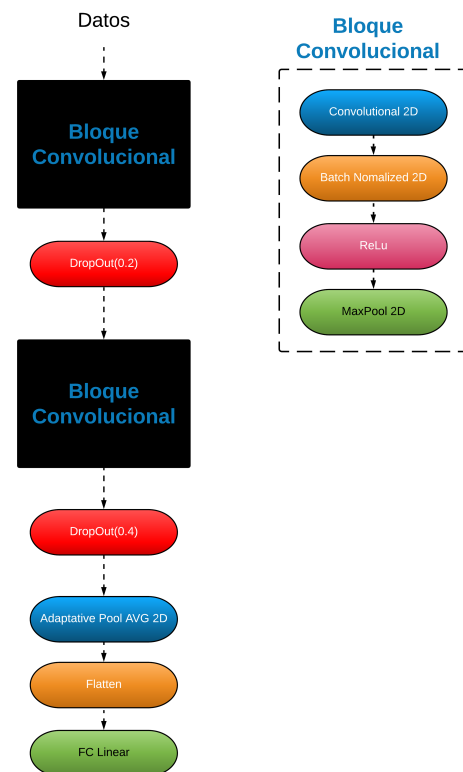 Datos
Bloque
Convolucional
DropOut(0.2)
Bloque
Convolucional
DropOut(0.4)
Adaptative Pool AVG 2D
Flatten
FC Linear
Bloque
Convolucional
Convolutional 2D
Batch Nomalized 2D
ReLu
MaxPool 2D